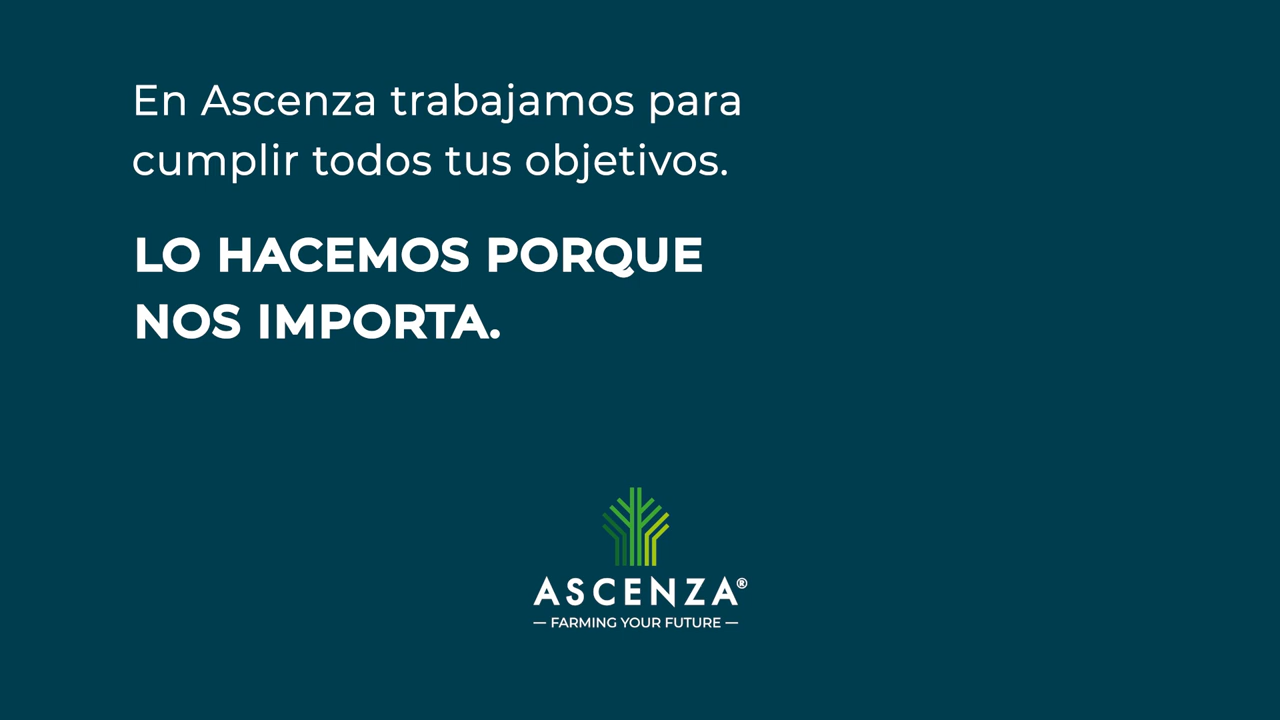 En Ascenza trabajamos para
cumplir todos tus objetivos.
LO HACEMOS PORQUE
NOS IMPORTA.
ASCENZA®
— FARMING YOUR FUTURE —